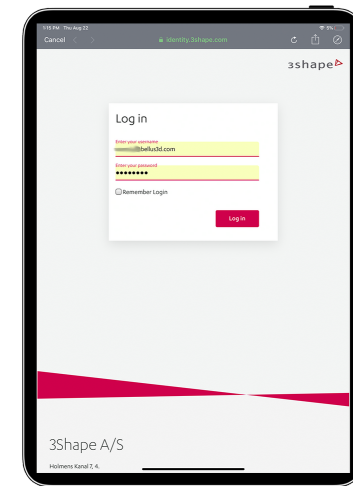 1:15 PM Thu Aug 22
5%
Cancel
identity.3shape.com
3shape
Log in
Enter your username
@bellus3d.com
Enter your password
Remember Login
Log in
3Shape A/S
Holmens Kanal 7, 4.